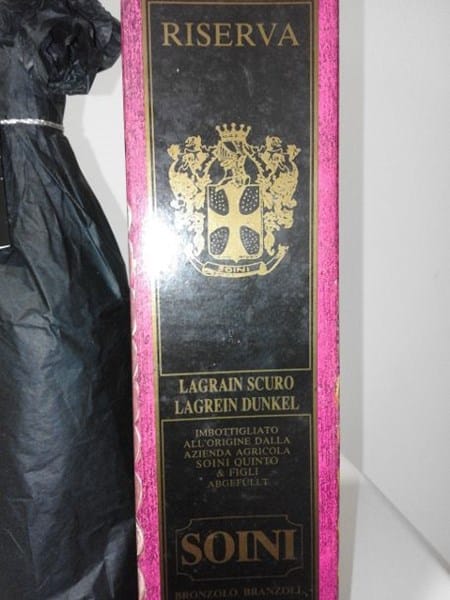 RISERVA
SOINI
LAGRAIN SCURO
LAGREIN DUNKEL
IMBOTTIGLIATO
ALL'ORIGINE DALLA
AZIENDA AGRICOLA
SOINI QUINTO
& FIGLI
ABGEFÜLLT
SOINI
BRONZOLO BRANZOLL